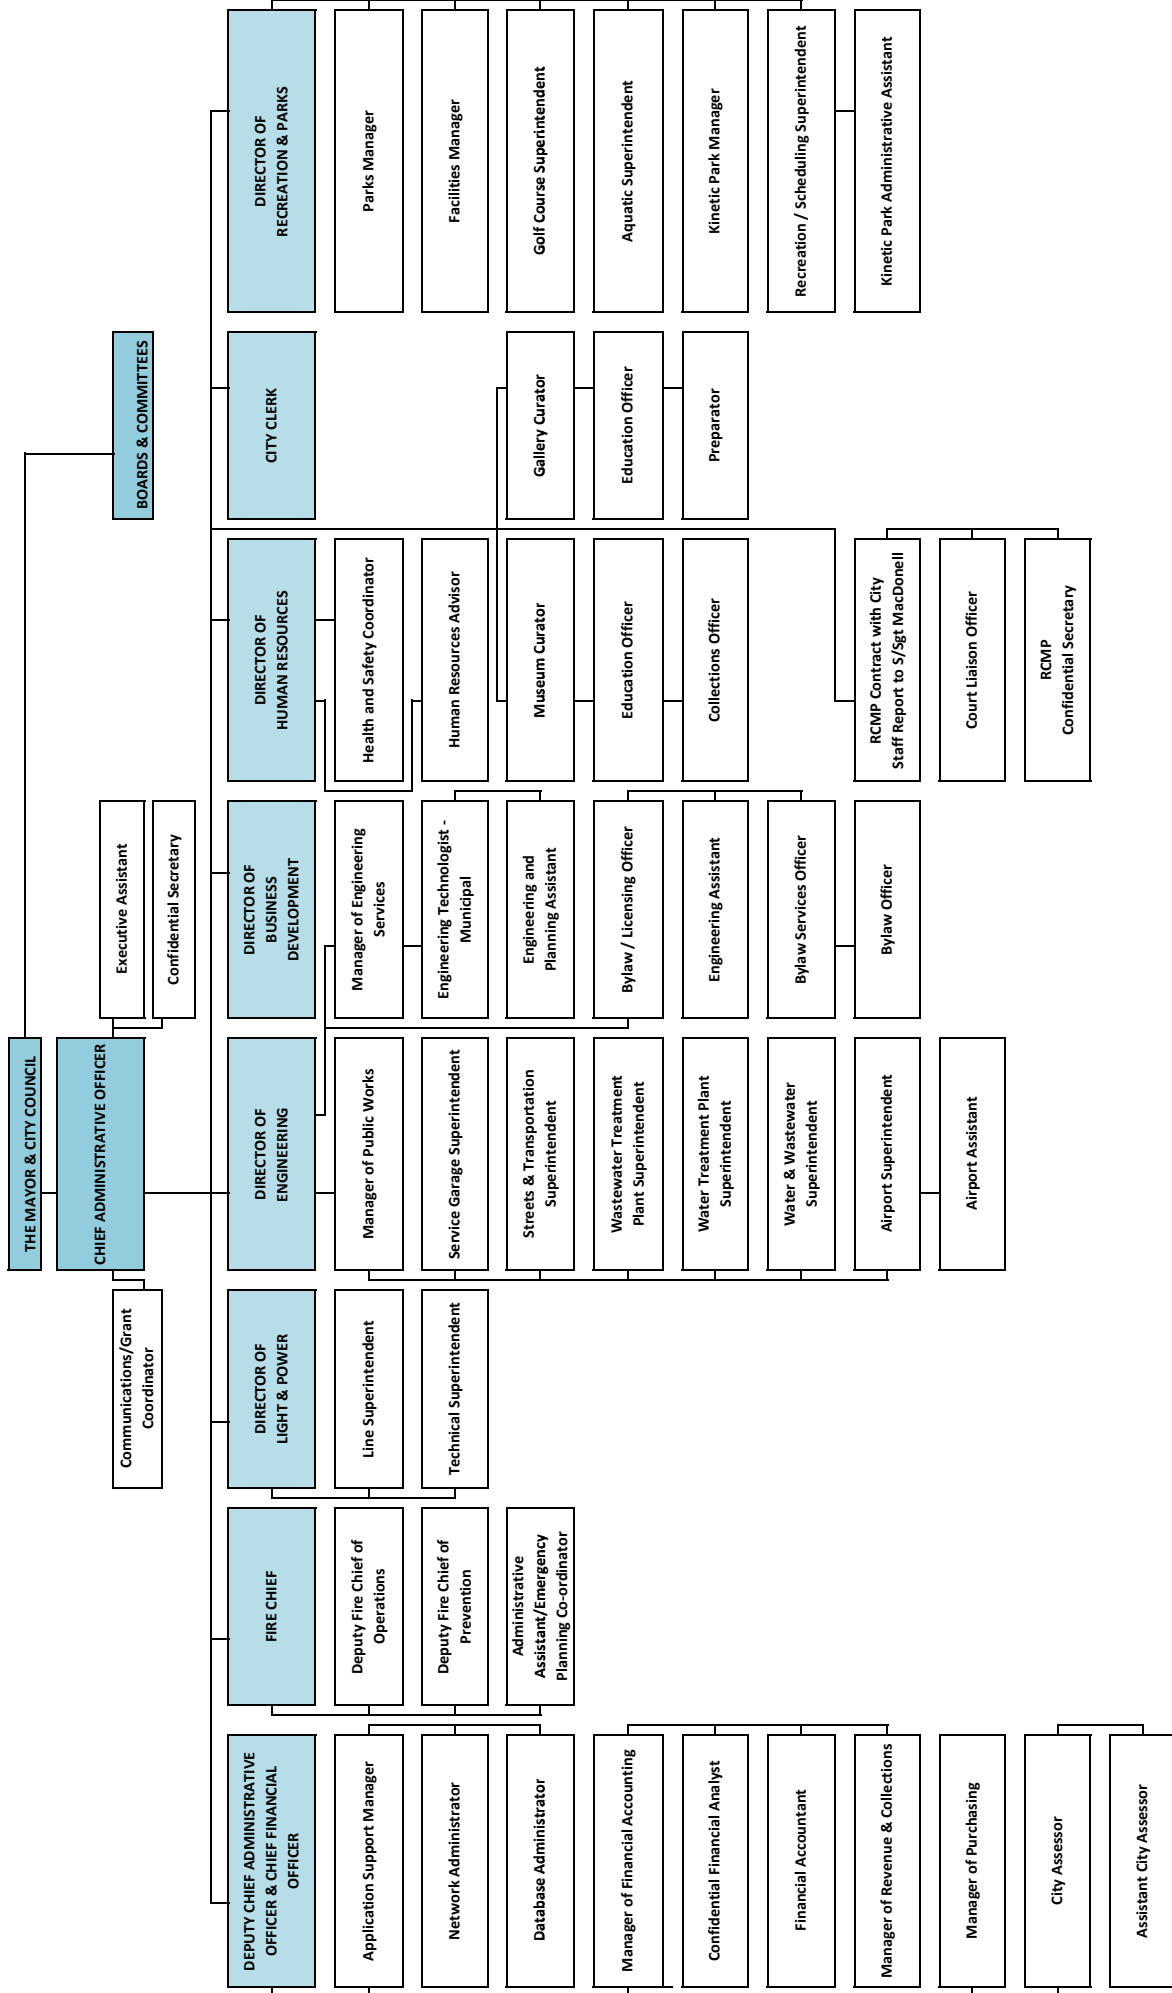 THE MAYOR & CITY COUNCIL
CHIEF ADMINISTRATIVE OFFICER
BOARDS & COMMITTEES
Communications/Grant
Coordinator
Executive Assistant
Confidential Secretary
DEPUTY CHIEF ADMINISTRATIVE
OFFICER & CHIEF FINANCIAL
OFFICER
Application Support Manager
Network Administrator
Database Administrator
Manager of Financial Accounting
Confidential Financial Analyst
Financial Accountant
Manager of Revenue & Collections
Manager of Purchasing
City Assessor
Assistant City Assessor
FIRE CHIEF
Deputy Fire Chief of
Operations
Deputy Fire Chief of
Prevention
Administrative
Assistant/Emergency
Planning Co-ordinator
DIRECTOR OF
LIGHT & POWER
Line Superintendent
Technical Superintendent
DIRECTOR OF
ENGINEERING
Manager of Public Works
Service Garage Superintendent
Streets & Transportation
Superintendent
Wastewater Treatment
Plant Superintendent
Water Treatment Plant
Superintendent
Water & Wastewater
Superintendent
Airport Superintendent
Airport Assistant
DIRECTOR OF
BUSINESS
DEVELOPMENT
Manager of Engineering
Services
Engineering Technologist -
Municipal
Engineering and
Planning Assistant
Bylaw / Licensing Officer
Engineering Assistant
Bylaw Services Officer
Bylaw Officer
DIRECTOR OF
HUMAN RESOURCES
Health and Safety Coordinator
Human Resources Advisor
Museum Curator
Education Officer
Collections Officer
RCMP Contract with City
Staff Report to S/Sgt MacDonell
Court Liaison Officer
RCMP
Confidential Secretary
CITY CLERK
Gallery Curator
Education Officer
Preparator
DIRECTOR OF
RECREATION & PARKS
Parks Manager
Facilities Manager
Golf Course Superintendent
Aquatic Superintendent
Kinetic Park Manager
Recreation / Scheduling Superintendent
Kinetic Park Administrative Assistant